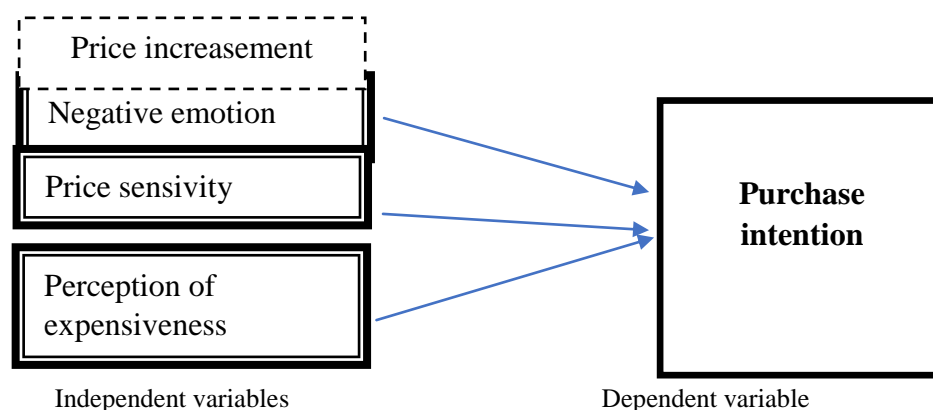 Price increasement
Negative emotion
Price sensivity
Perception of
expensiveness
Purchase
intention
Independent variables
Dependent variable